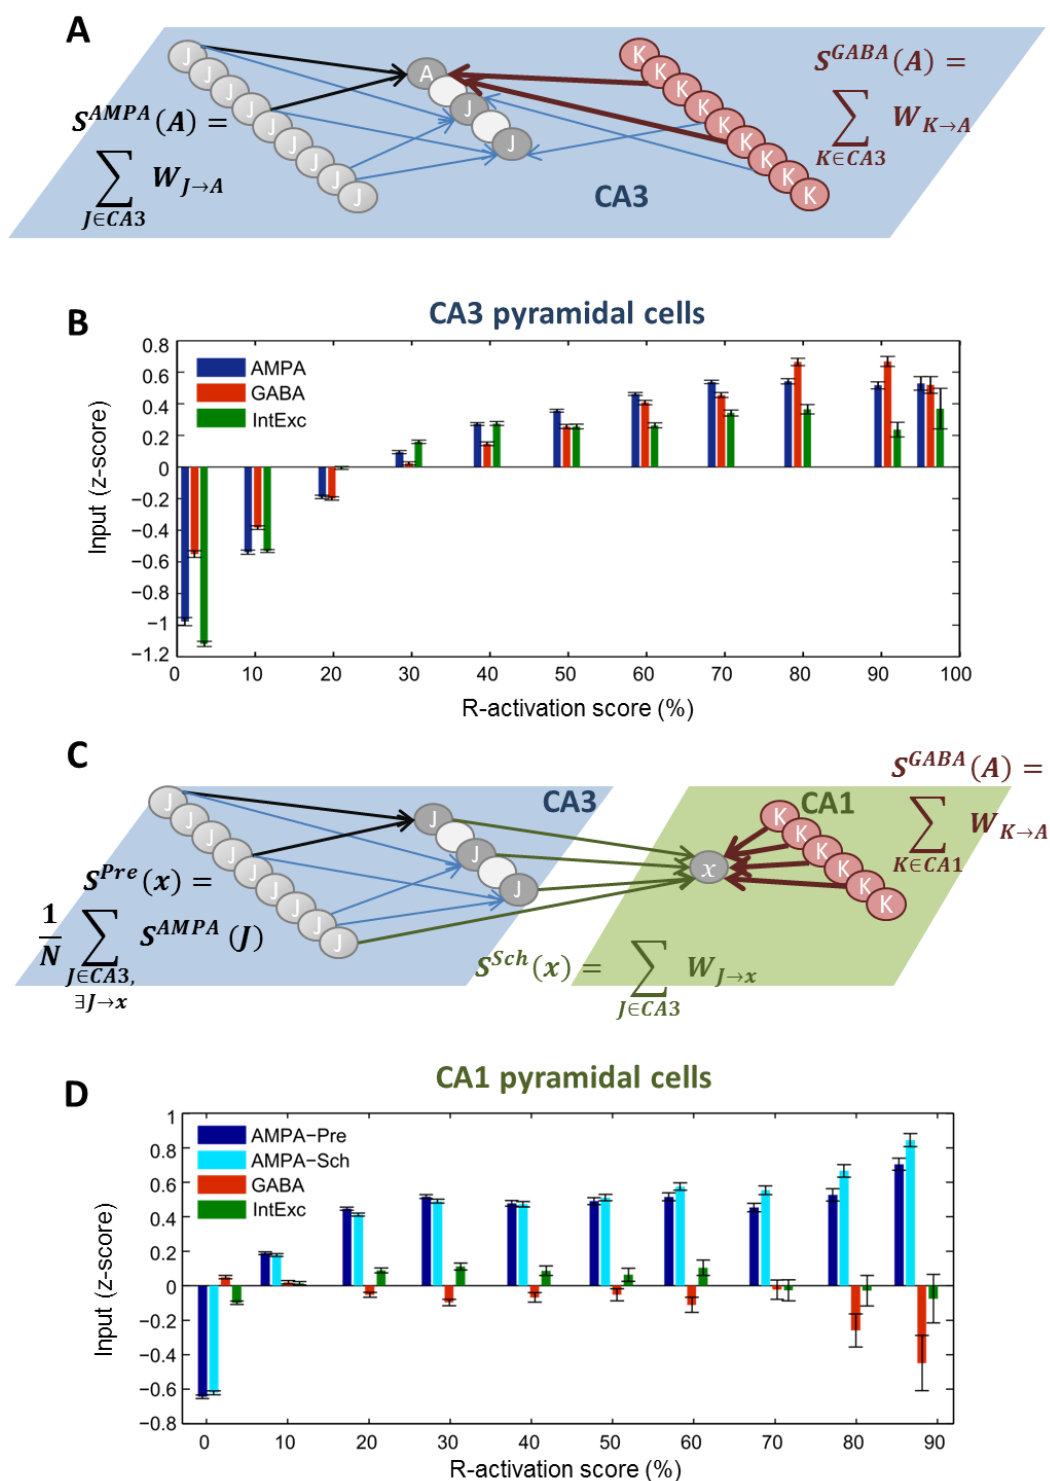 A
J J J J J J J J
A J J
K K K K K K K K
S^AMPA(A) =
∑ W_J→A
J∈CA3
CA3
S^GABA(A) =
∑ W_K→A
K∈CA3
B
CA3 pyramidal cells
AMPA
GABA
IntExc
Input (z-score)
0.8
0.6
0.4
0.2
0
−0.2
−0.4
−0.6
−0.8
−1
−1.2
0 10 20 30 40 50 60 70 80 90 100
R-activation score (%)
C
CA3
CA1
S^GABA(A) =
∑ W_K→A
K∈CA1
J J J J J J J
J J J
x
K K K K K K
S^Pre(x) =
1/N ∑ S^AMPA(J)
J∈CA3,
∃J→x
S^Sch(x) = ∑ W_J→x
J∈CA3
D
CA1 pyramidal cells
AMPA−Pre
AMPA−Sch
GABA
IntExc
Input (z-score)
1
0.8
0.6
0.4
0.2
0
−0.2
−0.4
−0.6
−0.8
0 10 20 30 40 50 60 70 80 90
R-activation score (%)